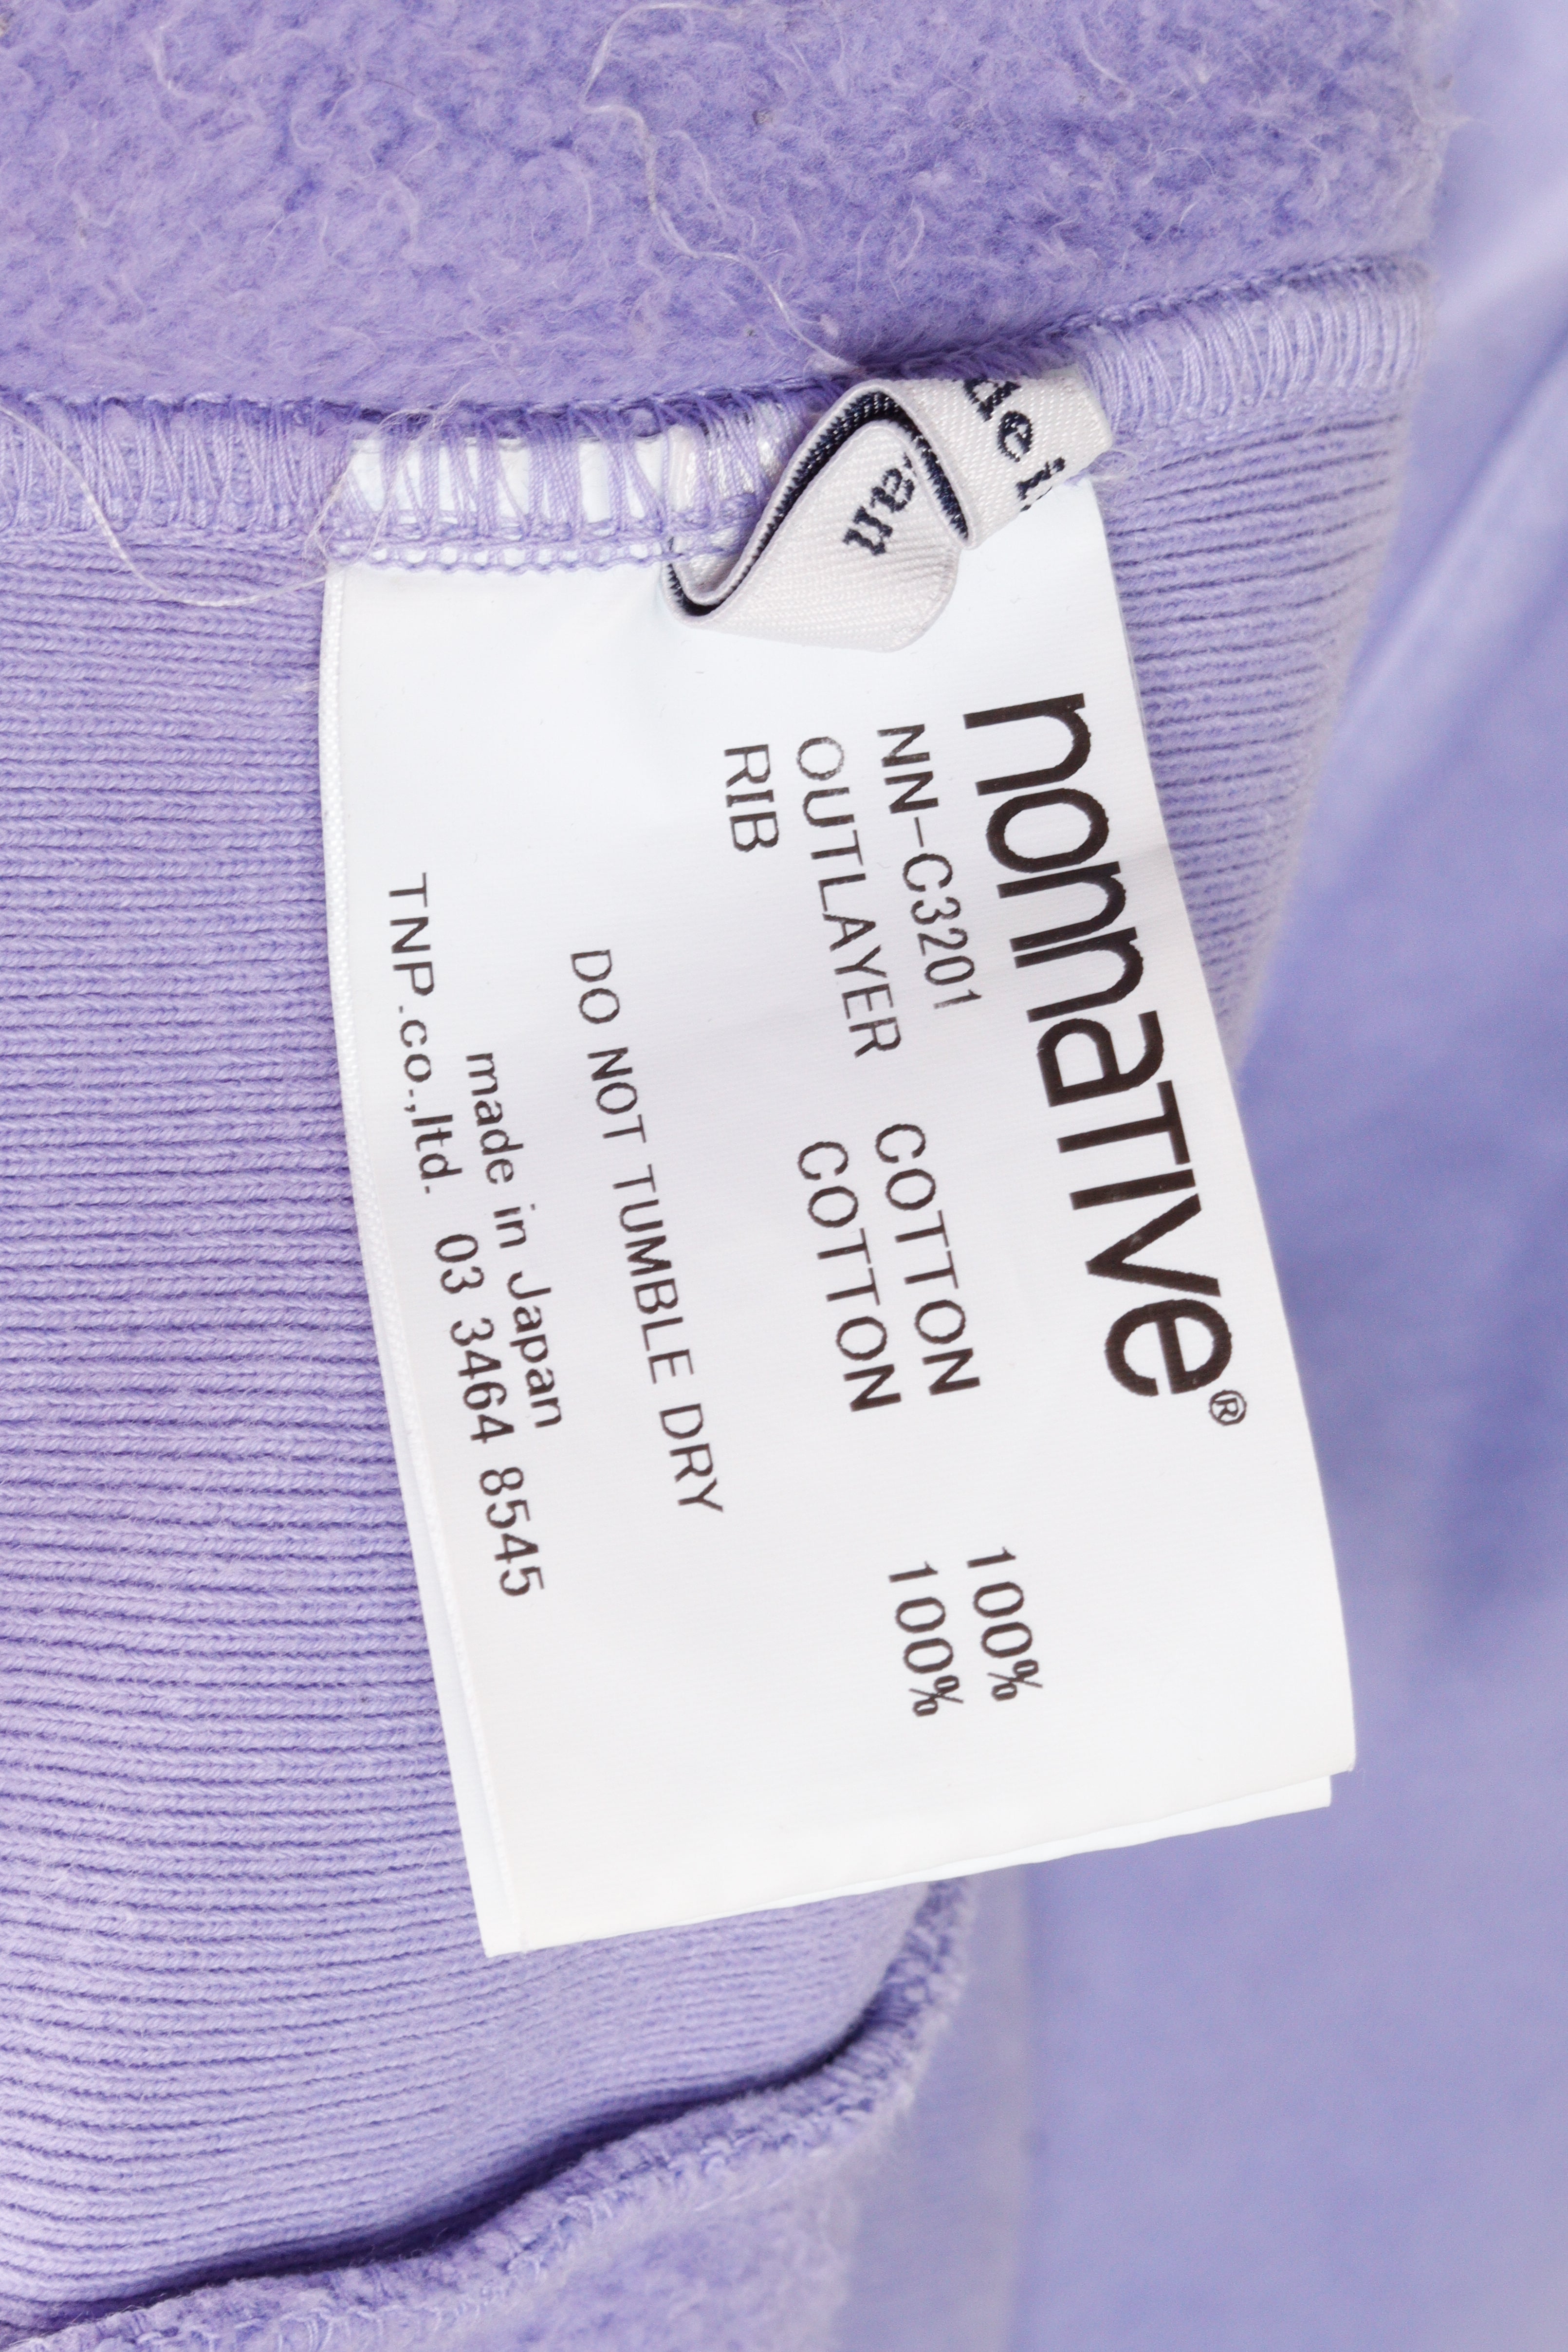 nonnative®
NN-C3201
OUTLAYER COTTON 100%
RIB COTTON 100%
DO NOT TUMBLE DRY
made in Japan
TNP.co.,ltd. 03 3464 8545